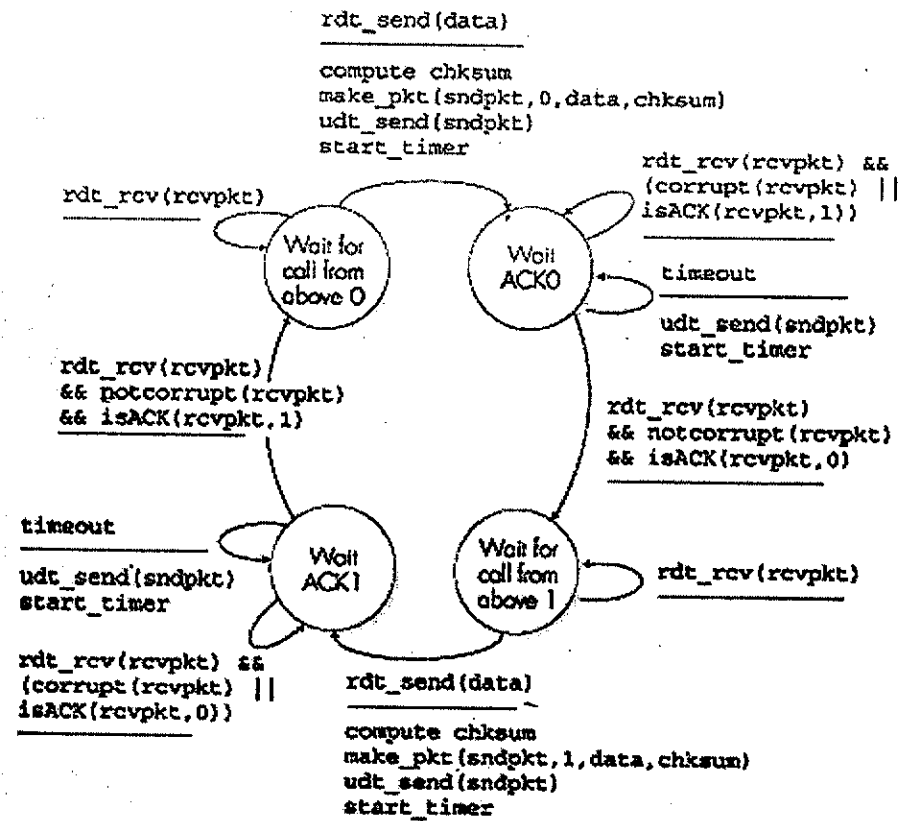 rdt_send(data)
compute chksum
make_pkt(sndpkt,0,data,chksum)
udt_send(sndpkt)
start_timer
rdt_rcv(rcvpkt) &&
(corrupt(rcvpkt) ||
isACK(rcvpkt,1))
rdt_rcv(rcvpkt)
Wait for
call from
above 0
Wait
ACK0
timeout
udt_send(sndpkt)
start_timer
rdt_rcv(rcvpkt)
&& notcorrupt(rcvpkt)
&& isACK(rcvpkt,1)
rdt_rcv(rcvpkt)
&& notcorrupt(rcvpkt)
&& isACK(rcvpkt,0)
timeout
udt_send(sndpkt)
start_timer
Wait
ACK1
Wait for
call from
above 1
rdt_rcv(rcvpkt)
rdt_rcv(rcvpkt) &&
(corrupt(rcvpkt) ||
isACK(rcvpkt,0))
rdt_send(data)
compute chksum
make_pkt(sndpkt,1,data,chksum)
udt_send(sndpkt)
start_timer